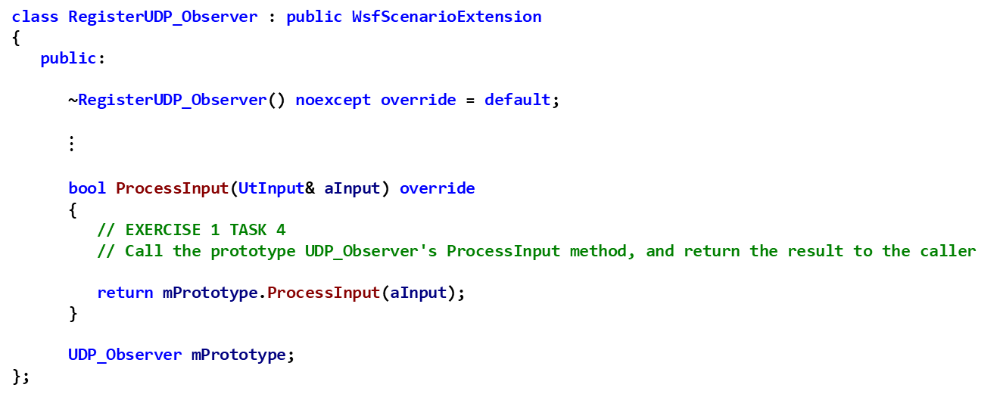 class RegisterUDP_Observer : public WsfScenarioExtension
{
   public:

      ~RegisterUDP_Observer() noexcept override = default;

      ⋮

      bool ProcessInput(UtInput& aInput) override
      {
         // EXERCISE 1 TASK 4
         // Call the prototype UDP_Observer's ProcessInput method, and return the result to the caller

         return mPrototype.ProcessInput(aInput);
      }

      UDP_Observer mPrototype;
};